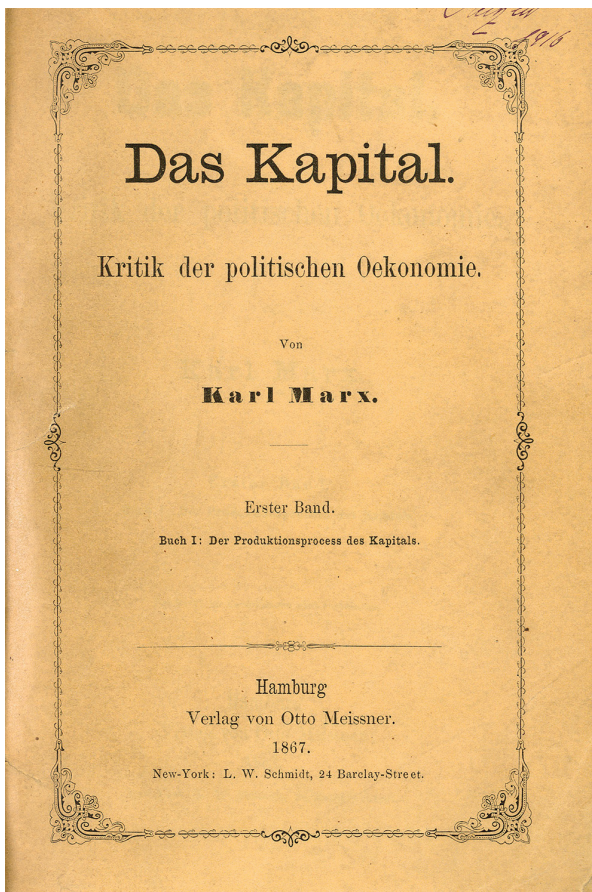 1916
Das Kapital.
Kritik der politischen Oekonomie.
Von
Karl Marx.
Erster Band.
Buch I: Der Produktionsprocess des Kapitals.
Hamburg
Verlag von Otto Meissner.
1867.
New-York: L. W. Schmidt, 24 Barclay-Street.